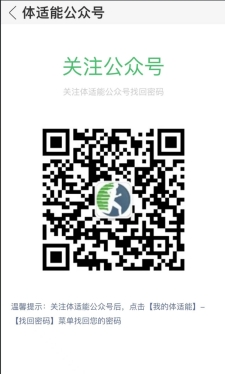 体适能公众号
关注公众号
关注体适能公众号找回密码
温馨提示：关注体适能公众号后，点击【我的体适能】-
【找回密码】菜单找回您的密码